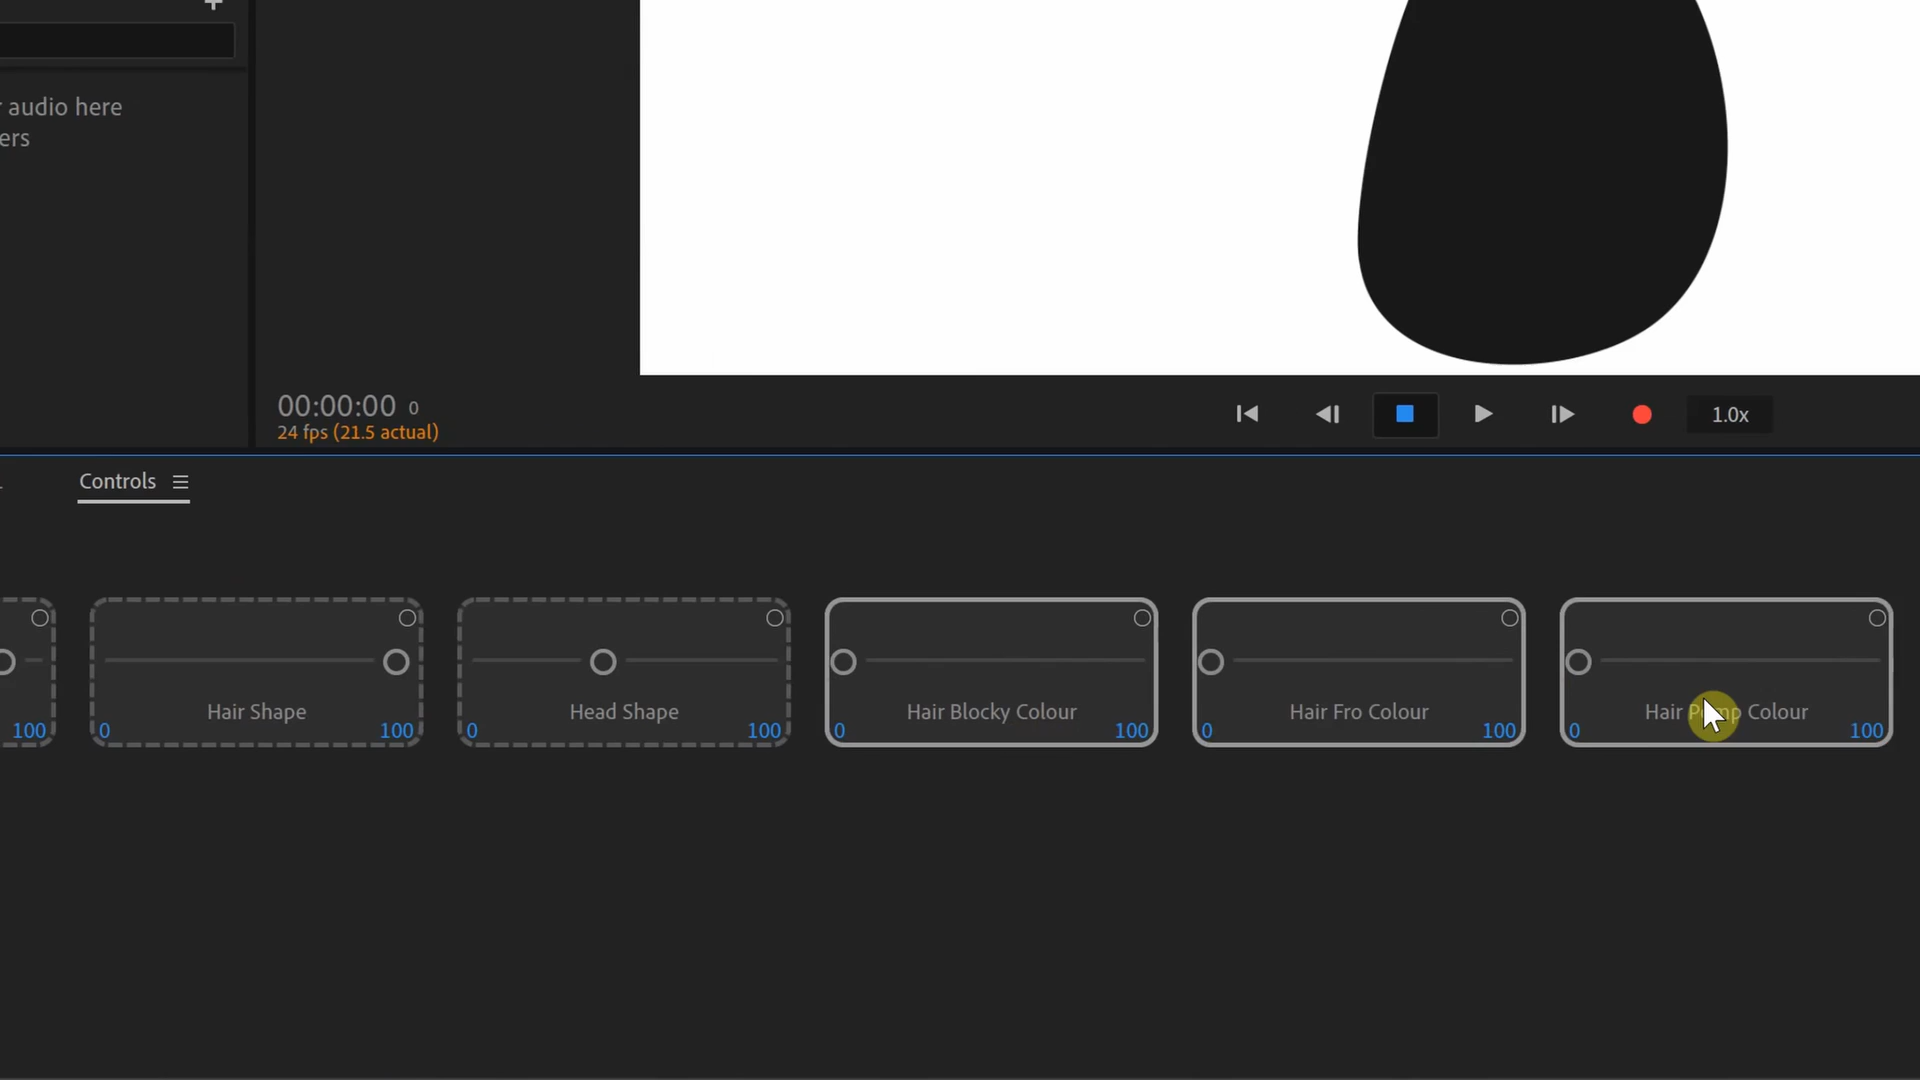 audio here
ers
00:00:00 0
24 fps (21.5 actual)
1.0x
Controls
100
Hair Shape
0 100
Head Shape
0 100
Hair Blocky Colour
0 100
Hair Fro Colour
0 100
Hair Pomp Colour
0 100